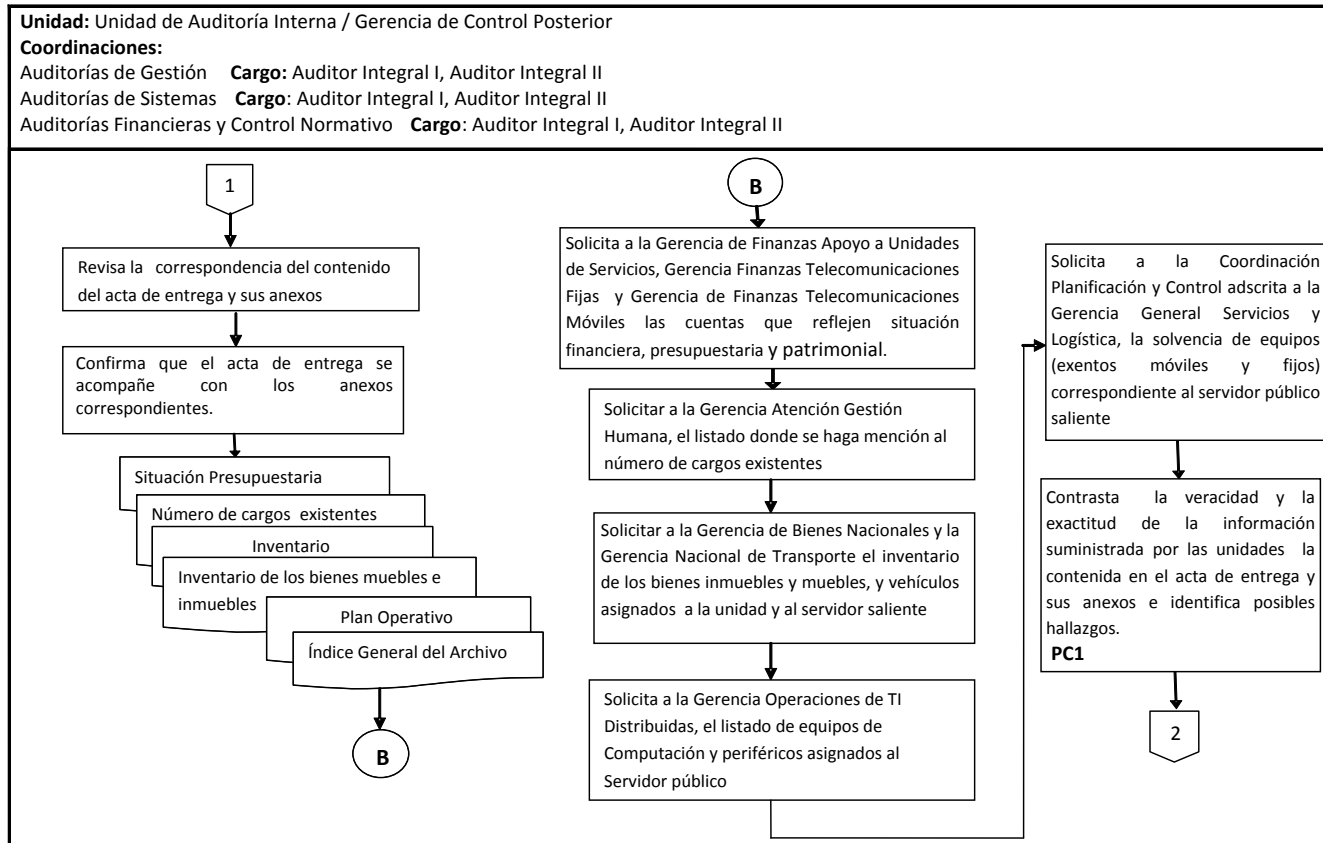 Unidad: Unidad de Auditoría Interna / Gerencia de Control Posterior
Coordinaciones:
Auditorías de Gestión Cargo: Auditor Integral I, Auditor Integral II
Auditorías de Sistemas Cargo: Auditor Integral I, Auditor Integral II
Auditorías Financieras y Control Normativo Cargo: Auditor Integral I, Auditor Integral II
1
Revisa la correspondencia del contenido
del acta de entrega y sus anexos
Confirma que el acta de entrega se
acompañe con los anexos
correspondientes.
Situación Presupuestaria
Número de cargos existentes
Inventario
Inventario de los bienes muebles e
inmuebles
Plan Operativo
Índice General del Archivo
B
B
Solicita a la Gerencia de Finanzas Apoyo a Unidades
de Servicios, Gerencia Finanzas Telecomunicaciones
Fijas y Gerencia de Finanzas Telecomunicaciones
Móviles las cuentas que reflejen situación
financiera, presupuestaria y patrimonial.
Solicitar a la Gerencia Atención Gestión
Humana, el listado donde se haga mención al
número de cargos existentes
Solicitar a la Gerencia de Bienes Nacionales y la
Gerencia Nacional de Transporte el inventario
de los bienes inmuebles y muebles, y vehículos
asignados a la unidad y al servidor saliente
Solicita a la Gerencia Operaciones de TI
Distribuidas, el listado de equipos de
Computación y periféricos asignados al
Servidor público
Solicita a la Coordinación
Planificación y Control adscrita a la
Gerencia General Servicios y
Logística, la solvencia de equipos
(exentos móviles y fijos)
correspondiente al servidor público
saliente
Contrasta la veracidad y la
exactitud de la información
suministrada por las unidades la
contenida en el acta de entrega y
sus anexos e identifica posibles
hallazgos.
PC1
2